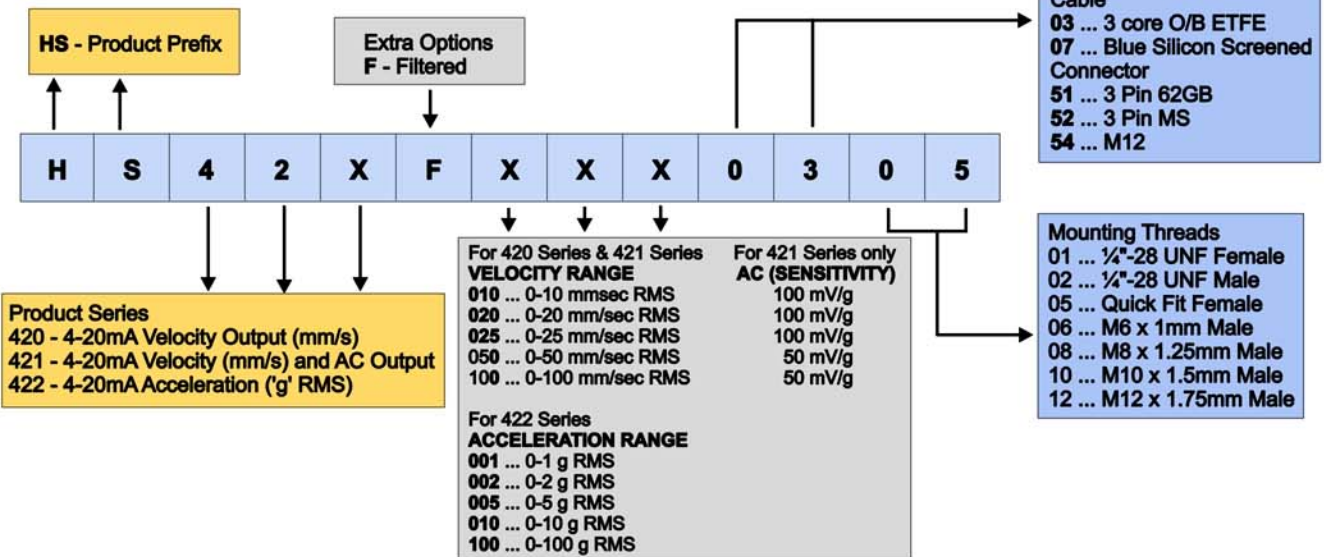 HS - Product Prefix
Extra Options
F - Filtered
Cable
03 ... 3 core O/B ETFE
07 ... Blue Silicon Screened
Connector
51 ... 3 Pin 62GB
52 ... 3 Pin MS
54 ... M12
H S 4 2 X F X X X 0 3 0 5
Product Series
420 - 4-20mA Velocity Output (mm/s)
421 - 4-20mA Velocity (mm/s) and AC Output
422 - 4-20mA Acceleration ('g' RMS)
For 420 Series & 421 Series For 421 Series only
VELOCITY RANGE AC (SENSITIVITY)
010 ... 0-10 mmsec RMS 100 mV/g
020 ... 0-20 mm/sec RMS 100 mV/g
025 ... 0-25 mm/sec RMS 100 mV/g
050 ... 0-50 mm/sec RMS 50 mV/g
100 ... 0-100 mm/sec RMS 50 mV/g
For 422 Series
ACCELERATION RANGE
001 ... 0-1 g RMS
002 ... 0-2 g RMS
005 ... 0-5 g RMS
010 ... 0-10 g RMS
100 ... 0-100 g RMS
Mounting Threads
01 ... ¼"-28 UNF Female
02 ... ¼"-28 UNF Male
05 ... Quick Fit Female
06 ... M6 x 1mm Male
08 ... M8 x 1.25mm Male
10 ... M10 x 1.5mm Male
12 ... M12 x 1.75mm Male